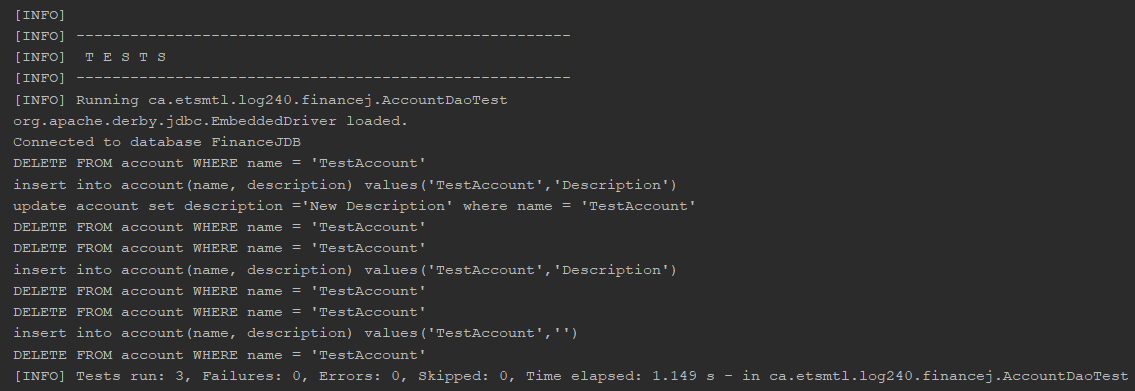 [INFO]
[INFO] -------------------------------------------------------
[INFO]  T E S T S
[INFO] -------------------------------------------------------
[INFO] Running ca.etsmtl.log240.financej.AccountDaoTest
org.apache.derby.jdbc.EmbeddedDriver loaded.
Connected to database FinanceJDB
DELETE FROM account WHERE name = 'TestAccount'
insert into account(name, description) values('TestAccount','Description')
update account set description ='New Description' where name = 'TestAccount'
DELETE FROM account WHERE name = 'TestAccount'
DELETE FROM account WHERE name = 'TestAccount'
insert into account(name, description) values('TestAccount','Description')
DELETE FROM account WHERE name = 'TestAccount'
DELETE FROM account WHERE name = 'TestAccount'
insert into account(name, description) values('TestAccount','')
DELETE FROM account WHERE name = 'TestAccount'
[INFO] Tests run: 3, Failures: 0, Errors: 0, Skipped: 0, Time elapsed: 1.149 s - in ca.etsmtl.log240.financej.AccountDaoTest